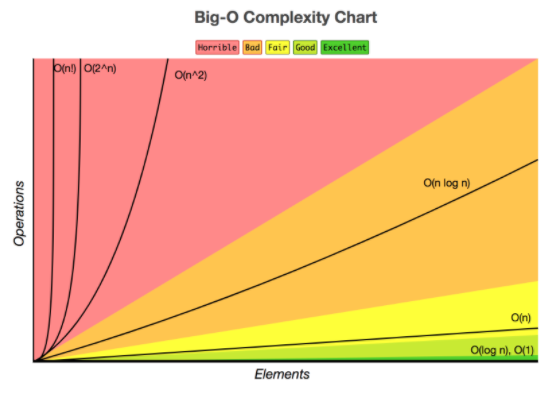 Big-O Complexity Chart
Horrible Bad Fair Good Excellent
O(n!) O(2^n) O(n^2)
O(n log n)
O(n)
O(log n), O(1)
Operations
Elements